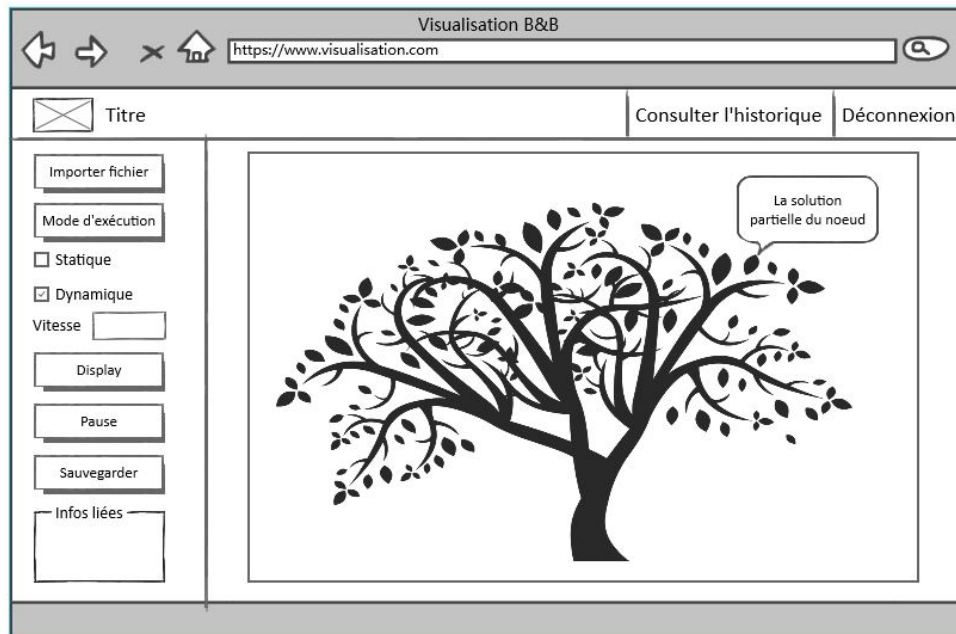 Visualisation B&B
https://www.visualisation.com
Titre
Consulter l'historique
Déconnexion
Importer fichier
Mode d'exécution
Statique
Dynamique
Vitesse
Display
Pause
Sauvegarder
Infos liées
La solution
partielle du noeud